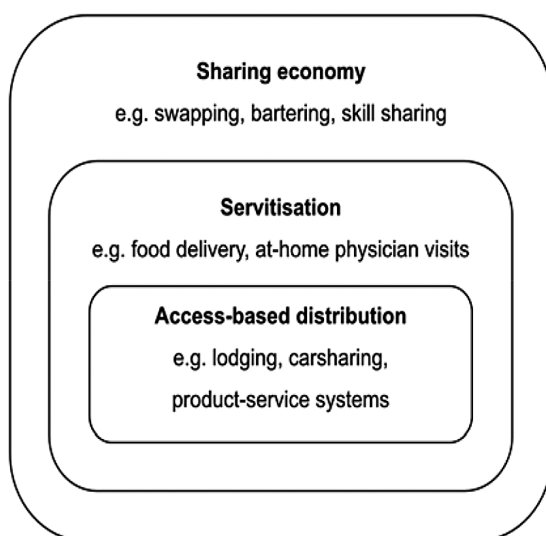 Sharing economy
e.g. swapping, bartering, skill sharing
Servitisation
e.g. food delivery, at-home physician visits
Access-based distribution
e.g. lodging, carsharing,
product-service systems